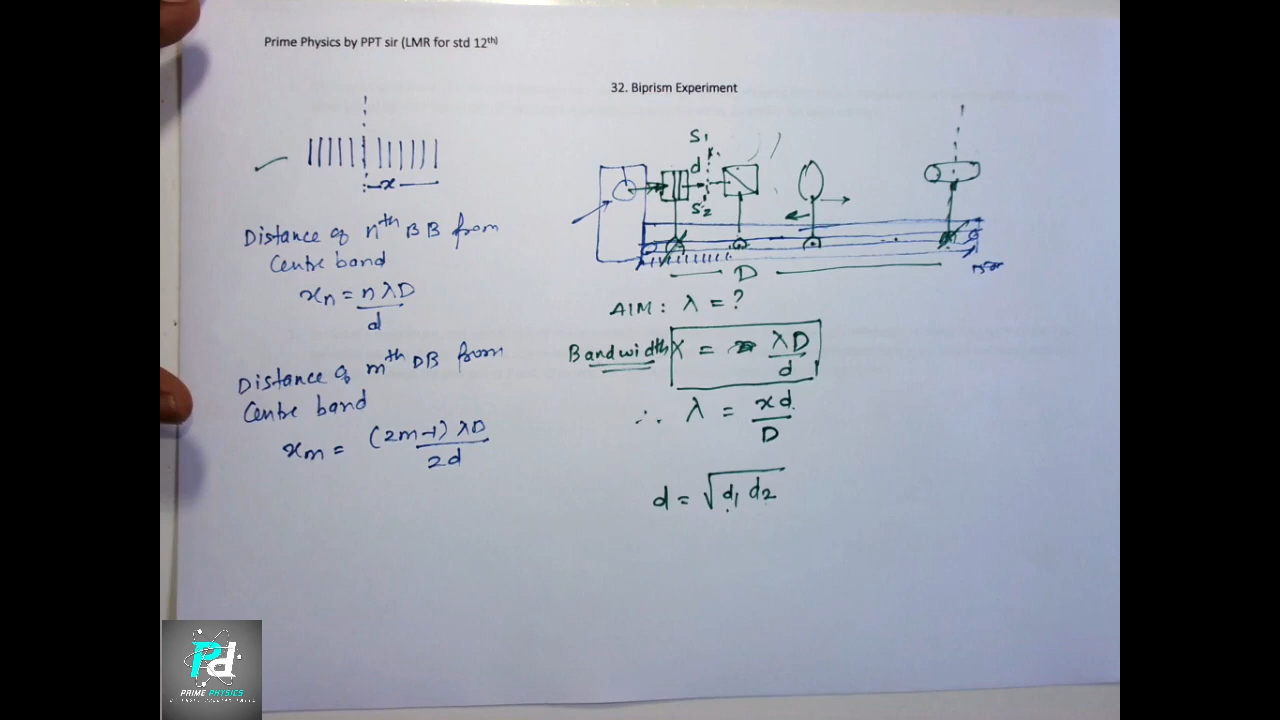 Prime Physics by PPT sir (LMR for std 12th)
32. Biprism Experiment
x
Distance of nth BB from
Centre band
xn = nλD
d
Distance of mth DB from
Centre band
xm = (2m-1) λD
2d
S1
d
S2
D
AIM: λ = ?
Bandwidth X = λD
d
∴ λ = xd
D
d = √d1 d2
Pd
PRIME PHYSICS